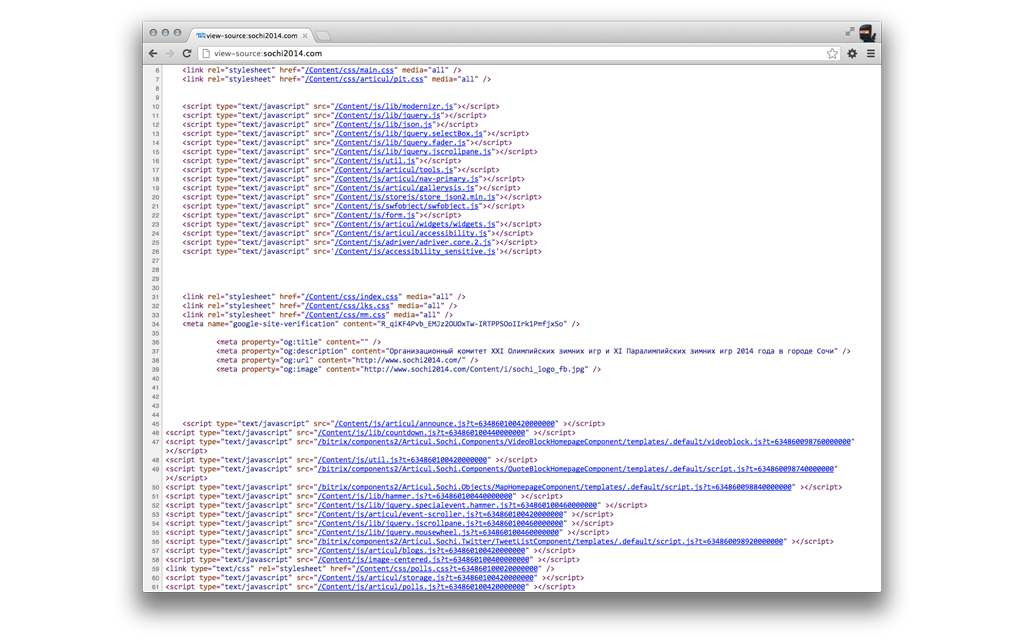 view-source:sochi2014.com
view-source:sochi2014.com
6 <link rel="stylesheet" href="/Content/css/main.css" media="all" />
7 <link rel="stylesheet" href="/Content/css/articul/pit.css" media="all" />
8
9
10 <script type="text/javascript" src="/Content/js/lib/modernizr.js"></script>
11 <script type="text/javascript" src="/Content/js/lib/jquery.js"></script>
12 <script type="text/javascript" src="/Content/js/lib/json.js"></script>
13 <script type="text/javascript" src="/Content/js/lib/jquery.selectBox.js"></script>
14 <script type="text/javascript" src="/Content/js/lib/jquery.fader.js"></script>
15 <script type="text/javascript" src="/Content/js/lib/jquery.jscrollpane.js"></script>
16 <script type="text/javascript" src="/Content/js/util.js"></script>
17 <script type="text/javascript" src="/Content/js/articul/tools.js"></script>
18 <script type="text/javascript" src="/Content/js/articul/nav-primary.js"></script>
19 <script type="text/javascript" src="/Content/js/articul/gallerysis.js"></script>
20 <script type="text/javascript" src="/Content/js/storejs/store_json2.min.js"></script>
21 <script type="text/javascript" src="/Content/js/swfobject/swfobject.js"></script>
22 <script type="text/javascript" src="/Content/js/form.js"></script>
23 <script type="text/javascript" src="/Content/js/articul/widgets/widgets.js"></script>
24 <script type="text/javascript" src="/Content/js/articul/accessibility.js"></script>
25 <script type="text/javascript" src="/Content/js/adriver/adriver.core.2.js"></script>
26 <script type="text/javascript" src='/Content/js/accessibility_sensitive.js'></script>
27
28
29
30
31 <link rel="stylesheet" href="/Content/css/index.css" media="all" />
32 <link rel="stylesheet" href="/Content/css/lks.css" media="all" />
33 <link rel="stylesheet" href="/Content/css/mm.css" media="all" />
34 <meta name="google-site-verification" content="R_qiKF4Pvb_EMJz2OUOxTw-IRTPPSOoIIrk1PmfjxSo" />
35
36 <meta property="og:title" content="" />
37 <meta property="og:description" content="Организационный комитет XXI Олимпийских зимних игр и XI Паралимпийских зимних игр 2014 года в городе Сочи" />
38 <meta property="og:url" content="http://www.sochi2014.com/" />
39 <meta property="og:image" content="http://www.sochi2014.com/Content/i/sochi_logo_fb.jpg" />
40
41
42
43
44
45 <script type="text/javascript" src="/Content/js/articul/announce.js?t=634860100420000000" ></script>
46 <script type="text/javascript" src="/Content/js/lib/countdown.js?t=634860100440000000" ></script>
47 <script type="text/javascript" src="/bitrix/components2/Articul.Sochi.Components/VideoBlockHomepageComponent/templates/.default/videoblock.js?t=634860098760000000"
></script>
48 <script type="text/javascript" src="/Content/js/util.js?t=634860100420000000" ></script>
49 <script type="text/javascript" src="/bitrix/components2/Articul.Sochi.Components/QuoteBlockHomepageComponent/templates/.default/script.js?t=634860098740000000"
></script>
50 <script type="text/javascript" src="/bitrix/components2/Articul.Sochi.Objects/MapHomepageComponent/templates/.default/script.js?t=634860098840000000" ></script>
51 <script type="text/javascript" src="/Content/js/lib/hammer.js?t=634860100440000000" ></script>
52 <script type="text/javascript" src="/Content/js/lib/jquery.specialevent.hammer.js?t=634860100460000000" ></script>
53 <script type="text/javascript" src="/Content/js/articul/event-scroller.js?t=634860100420000000" ></script>
54 <script type="text/javascript" src="/Content/js/lib/jquery.jscrollpane.js?t=634860100460000000" ></script>
55 <script type="text/javascript" src="/Content/js/lib/jquery.mousewheel.js?t=634860100460000000" ></script>
56 <script type="text/javascript" src="/bitrix/components2/Articul.Sochi.Twitter/TweetListComponent/templates/.default/script.js?t=634860098920000000" ></script>
57 <script type="text/javascript" src="/Content/js/articul/blogs.js?t=634860100420000000" ></script>
58 <script type="text/javascript" src="/Content/js/image-centered.js?t=634860100400000000" ></script>
59 <link type="text/css" rel="stylesheet" href="/Content/css/polls.css?t=634860100020000000" />
60 <script type="text/javascript" src="/Content/js/articul/storage.js?t=634860100420000000" ></script>
61 <script type="text/javascript" src="/Content/js/articul/polls.js?t=634860100420000000" ></script>